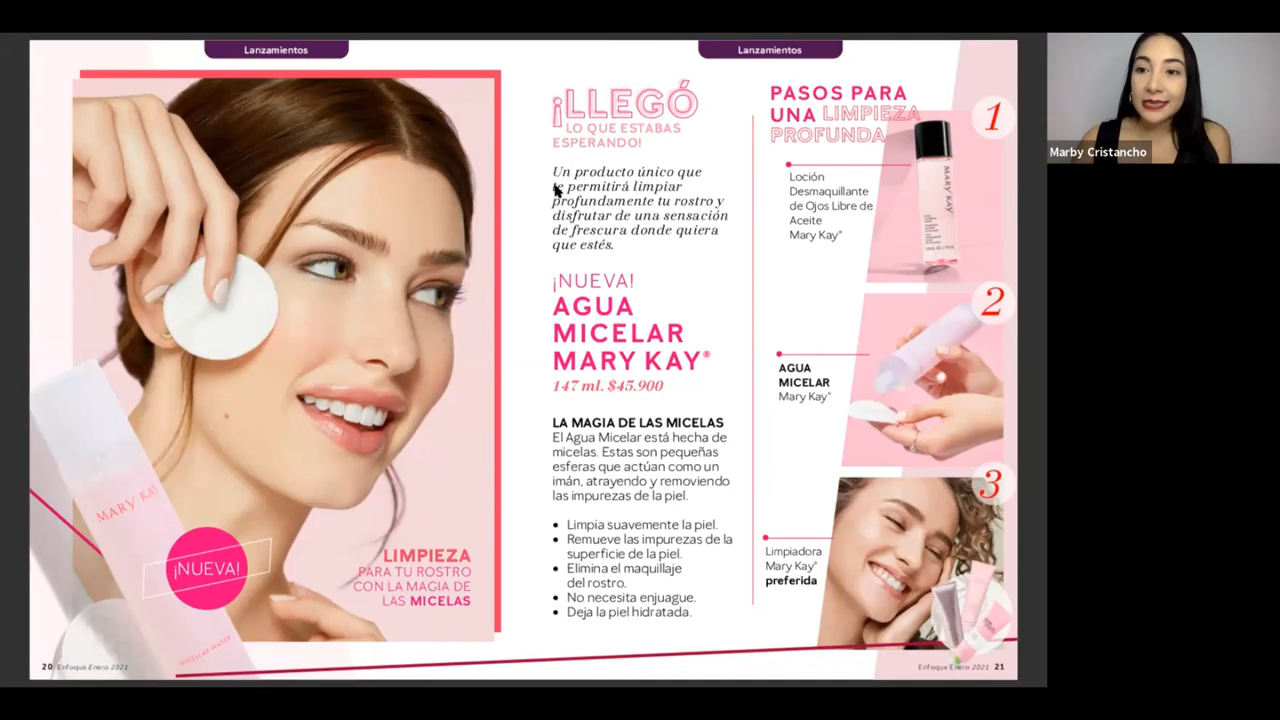 Lanzamientos
MARY KAY
¡NUEVA!
LIMPIEZA
PARA TU ROSTRO
CON LA MAGIA DE
LAS MICELAS
MICELLAR WATER
20 Enfoque Enero 2021
¡LLEGÓ
LO QUE ESTABAS
ESPERANDO!
Un producto único que
te permitirá limpiar
profundamente tu rostro y
disfrutar de una sensación
de frescura donde quiera
que estés.
¡NUEVA!
AGUA
MICELAR
MARY KAY®
147 ml. $45.900
LA MAGIA DE LAS MICELAS
El Agua Micelar está hecha de
micelas. Estas son pequeñas
esferas que actúan como un
imán, atrayendo y removiendo
las impurezas de la piel.
• Limpia suavemente la piel.
• Remueve las impurezas de la
superficie de la piel.
• Elimina el maquillaje
del rostro.
• No necesita enjuague.
• Deja la piel hidratada.
Lanzamientos
PASOS PARA
UNA LIMPIEZA
PROFUNDA
1
Loción
Desmaquillante
de Ojos Libre de
Aceite
Mary Kay®
MARY KAY
2
AGUA
MICELAR
Mary Kay®
3
Limpiadora
Mary Kay®
preferida
Enfoque Enero 2021 21
Marby Cristancho